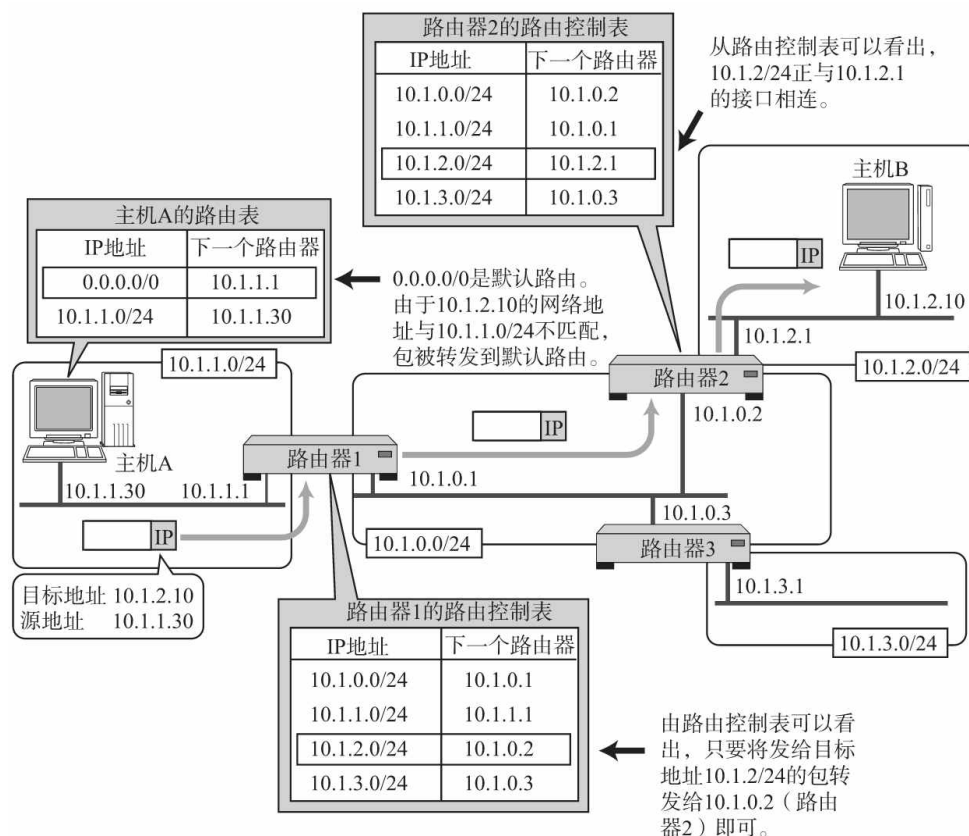 路由器2的路由控制表
IP地址 下一个路由器
10.1.0.0/24 10.1.0.2
10.1.1.0/24 10.1.0.1
10.1.2.0/24 10.1.2.1
10.1.3.0/24 10.1.0.3
从路由控制表可以看出，
10.1.2/24正与10.1.2.1
的接口相连。
主机B
IP
10.1.2.10
10.1.2.1
10.1.2.0/24
主机A的路由表
IP地址 下一个路由器
0.0.0.0/0 10.1.1.1
10.1.1.0/24 10.1.1.30
0.0.0.0/0是默认路由。
由于10.1.2.10的网络地
址与10.1.1.0/24不匹配，
包被转发到默认路由。
10.1.1.0/24
主机A
10.1.1.30
10.1.1.1
路由器1
IP
目标地址 10.1.2.10
源地址 10.1.1.30
路由器2
10.1.0.2
IP
10.1.0.1
10.1.0.3
10.1.0.0/24
路由器3
10.1.3.1
10.1.3.0/24
路由器1的路由控制表
IP地址 下一个路由器
10.1.0.0/24 10.1.0.1
10.1.1.0/24 10.1.1.1
10.1.2.0/24 10.1.0.2
10.1.3.0/24 10.1.0.3
由路由控制表可以看
出，只要将发给目标
地址10.1.2/24的包转
发给10.1.0.2（路由
器2）即可。